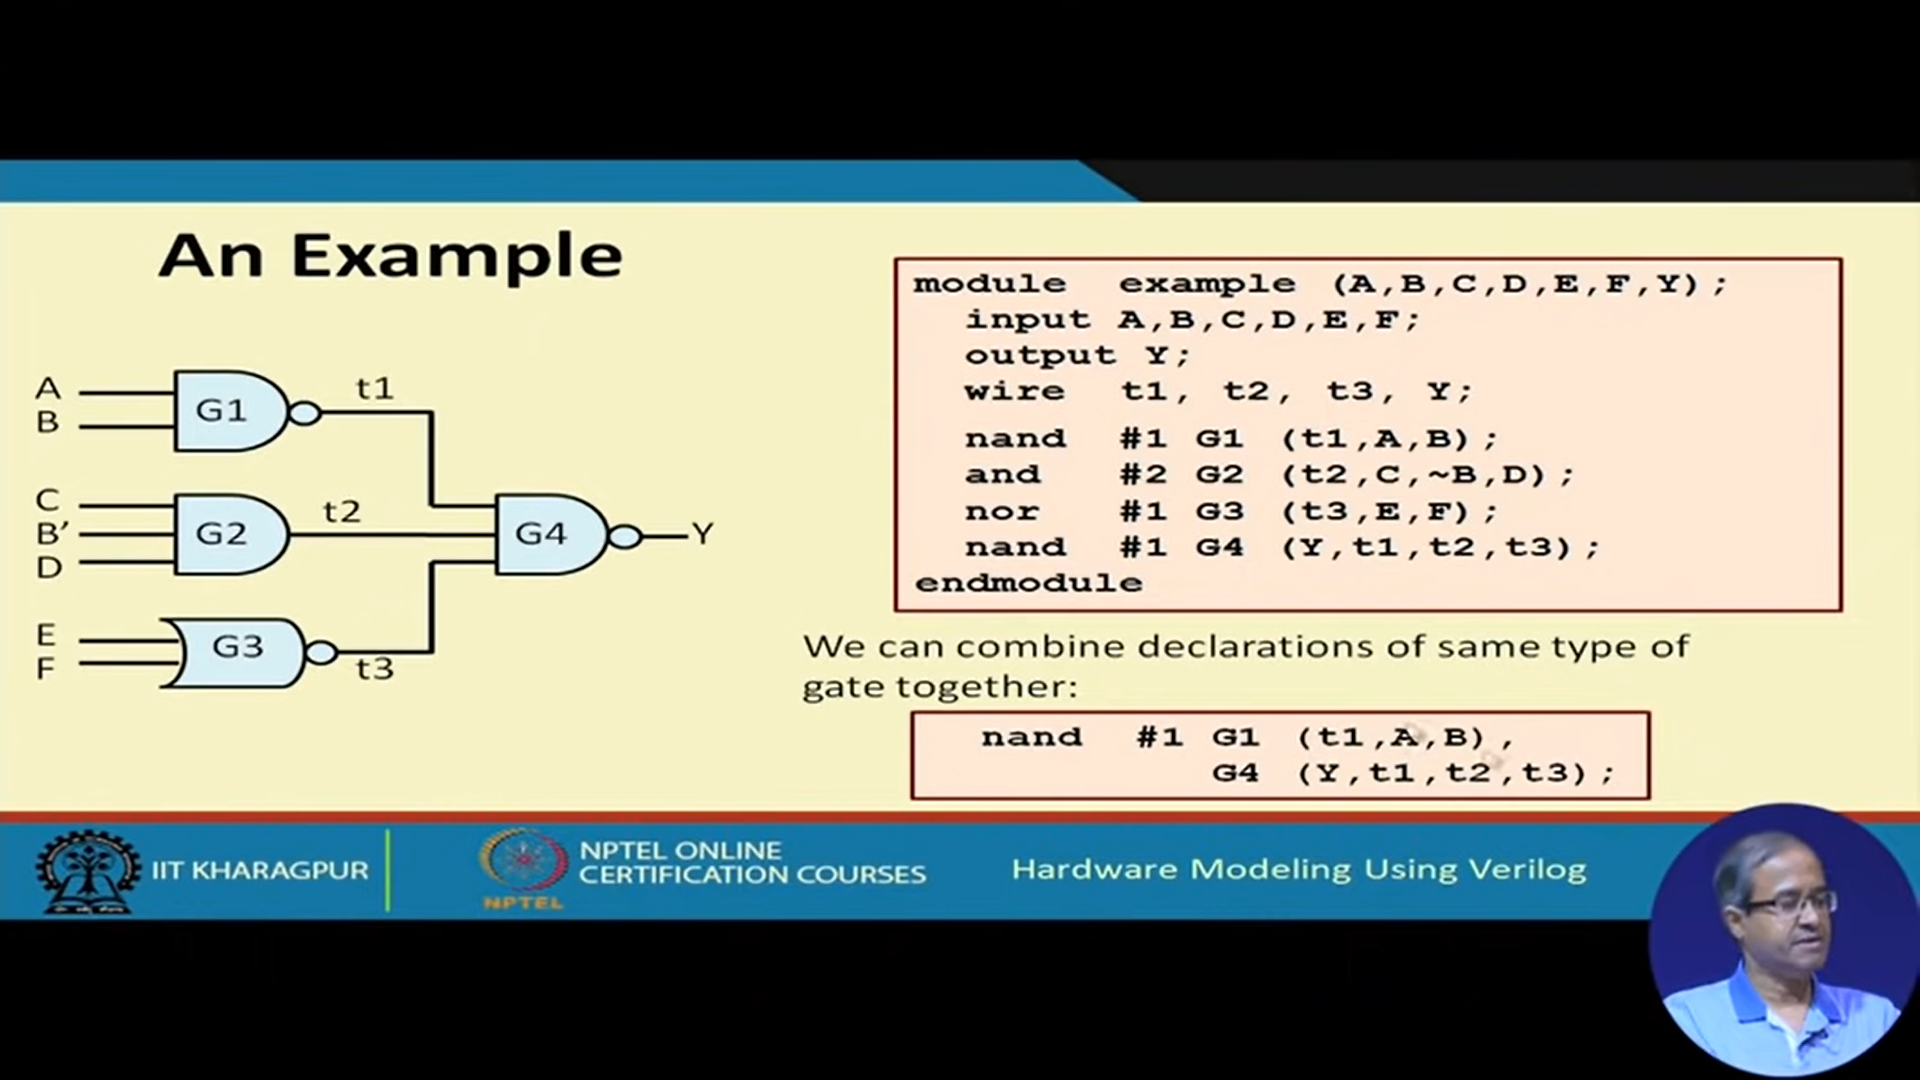 An Example
A
B
G1
t1
C
B′
D
G2
t2
G4
Y
E
F
G3
t3
module example (A,B,C,D,E,F,Y);
input A,B,C,D,E,F;
output Y;
wire t1, t2, t3, Y;
nand #1 G1 (t1,A,B);
and #2 G2 (t2,C,~B,D);
nor #1 G3 (t3,E,F);
nand #1 G4 (Y,t1,t2,t3);
endmodule
We can combine declarations of same type of
gate together:
nand #1 G1 (t1,A,B),
G4 (Y,t1,t2,t3);
IIT KHARAGPUR
NPTEL
NPTEL ONLINE
CERTIFICATION COURSES
Hardware Modeling Using Verilog